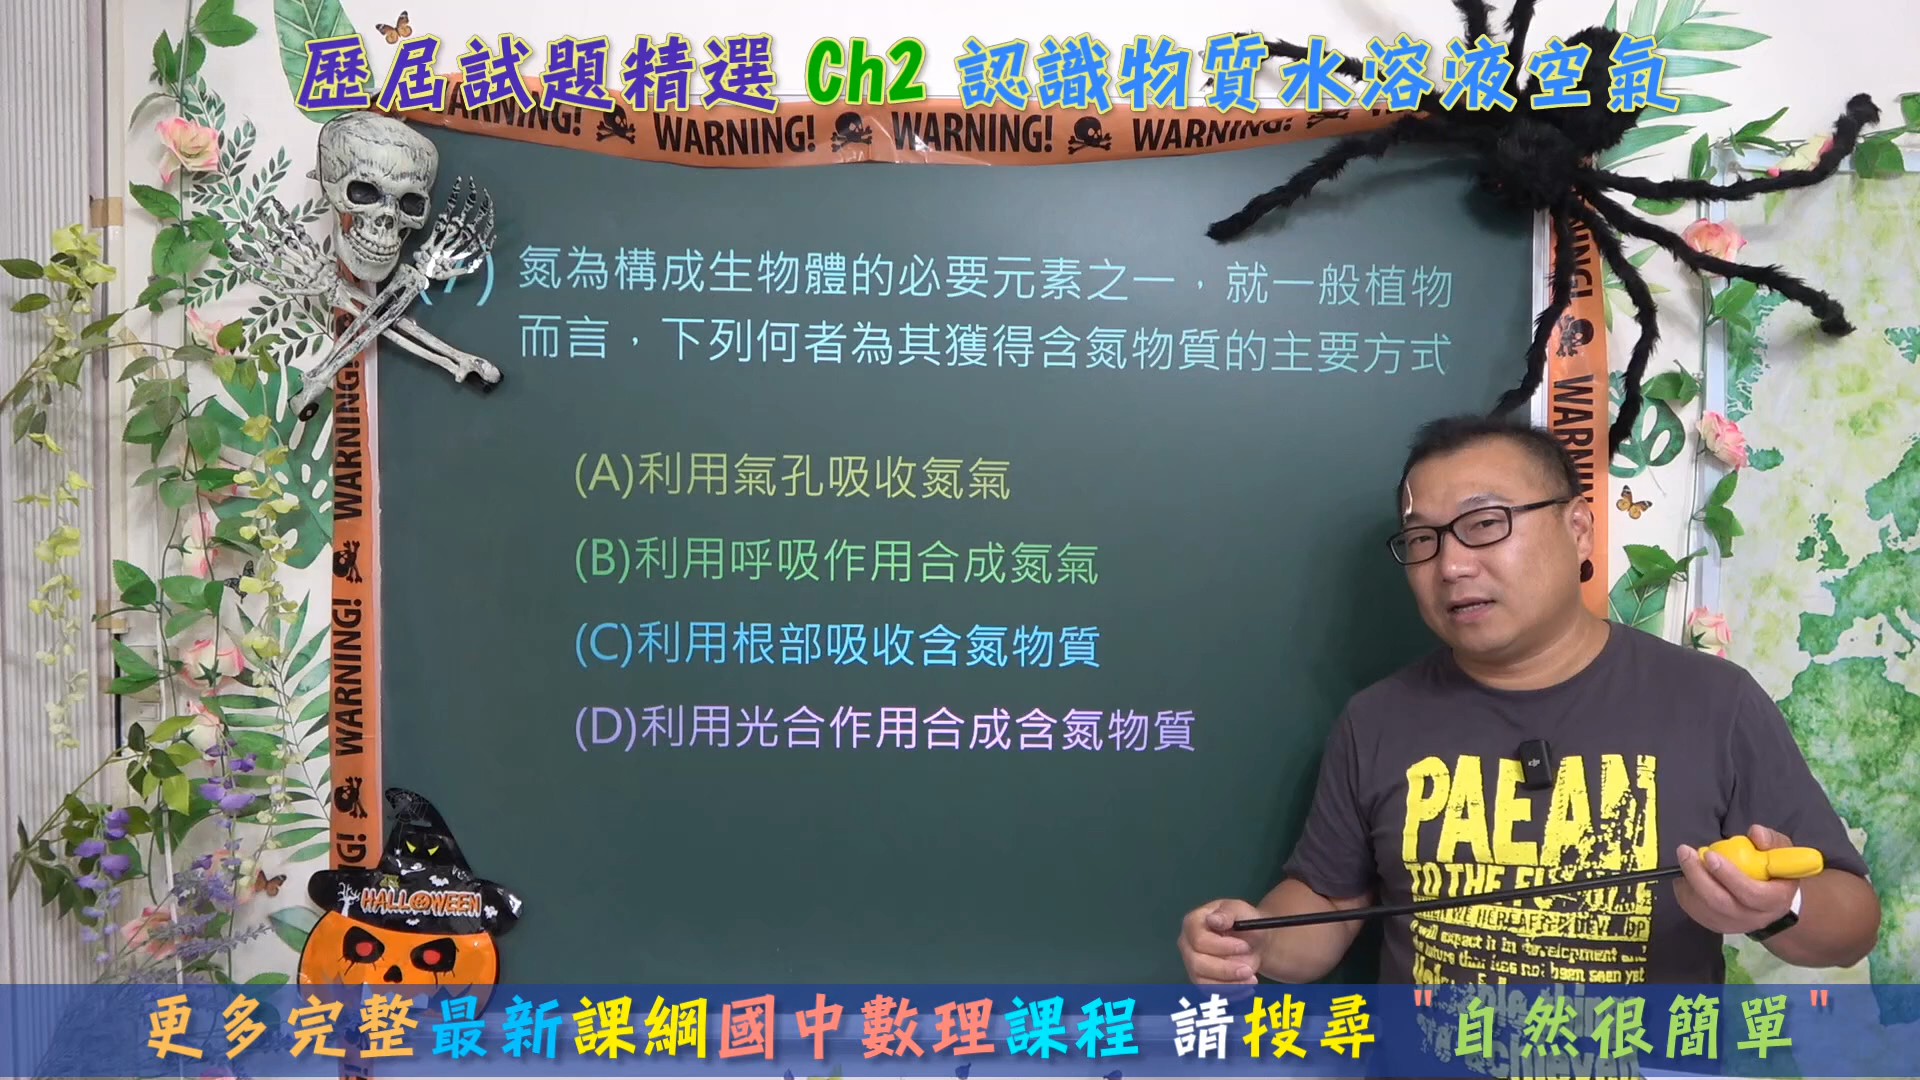 歷屆試題精選 Ch2 認識物質水溶液空氣
WARNING! WARNING! WARNING! WARNING!
氮為構成生物體的必要元素之一，就一般植物
而言，下列何者為其獲得含氮物質的主要方式
(A)利用氣孔吸收氮氣
(B)利用呼吸作用合成氮氣
(C)利用根部吸收含氮物質
(D)利用光合作用合成含氮物質
WARNING!
WARNING!
WARNING!
HALLOWEEN
PAEAN
TO THE
更多完整最新課綱國中數理課程 請搜尋 "自然很簡單"